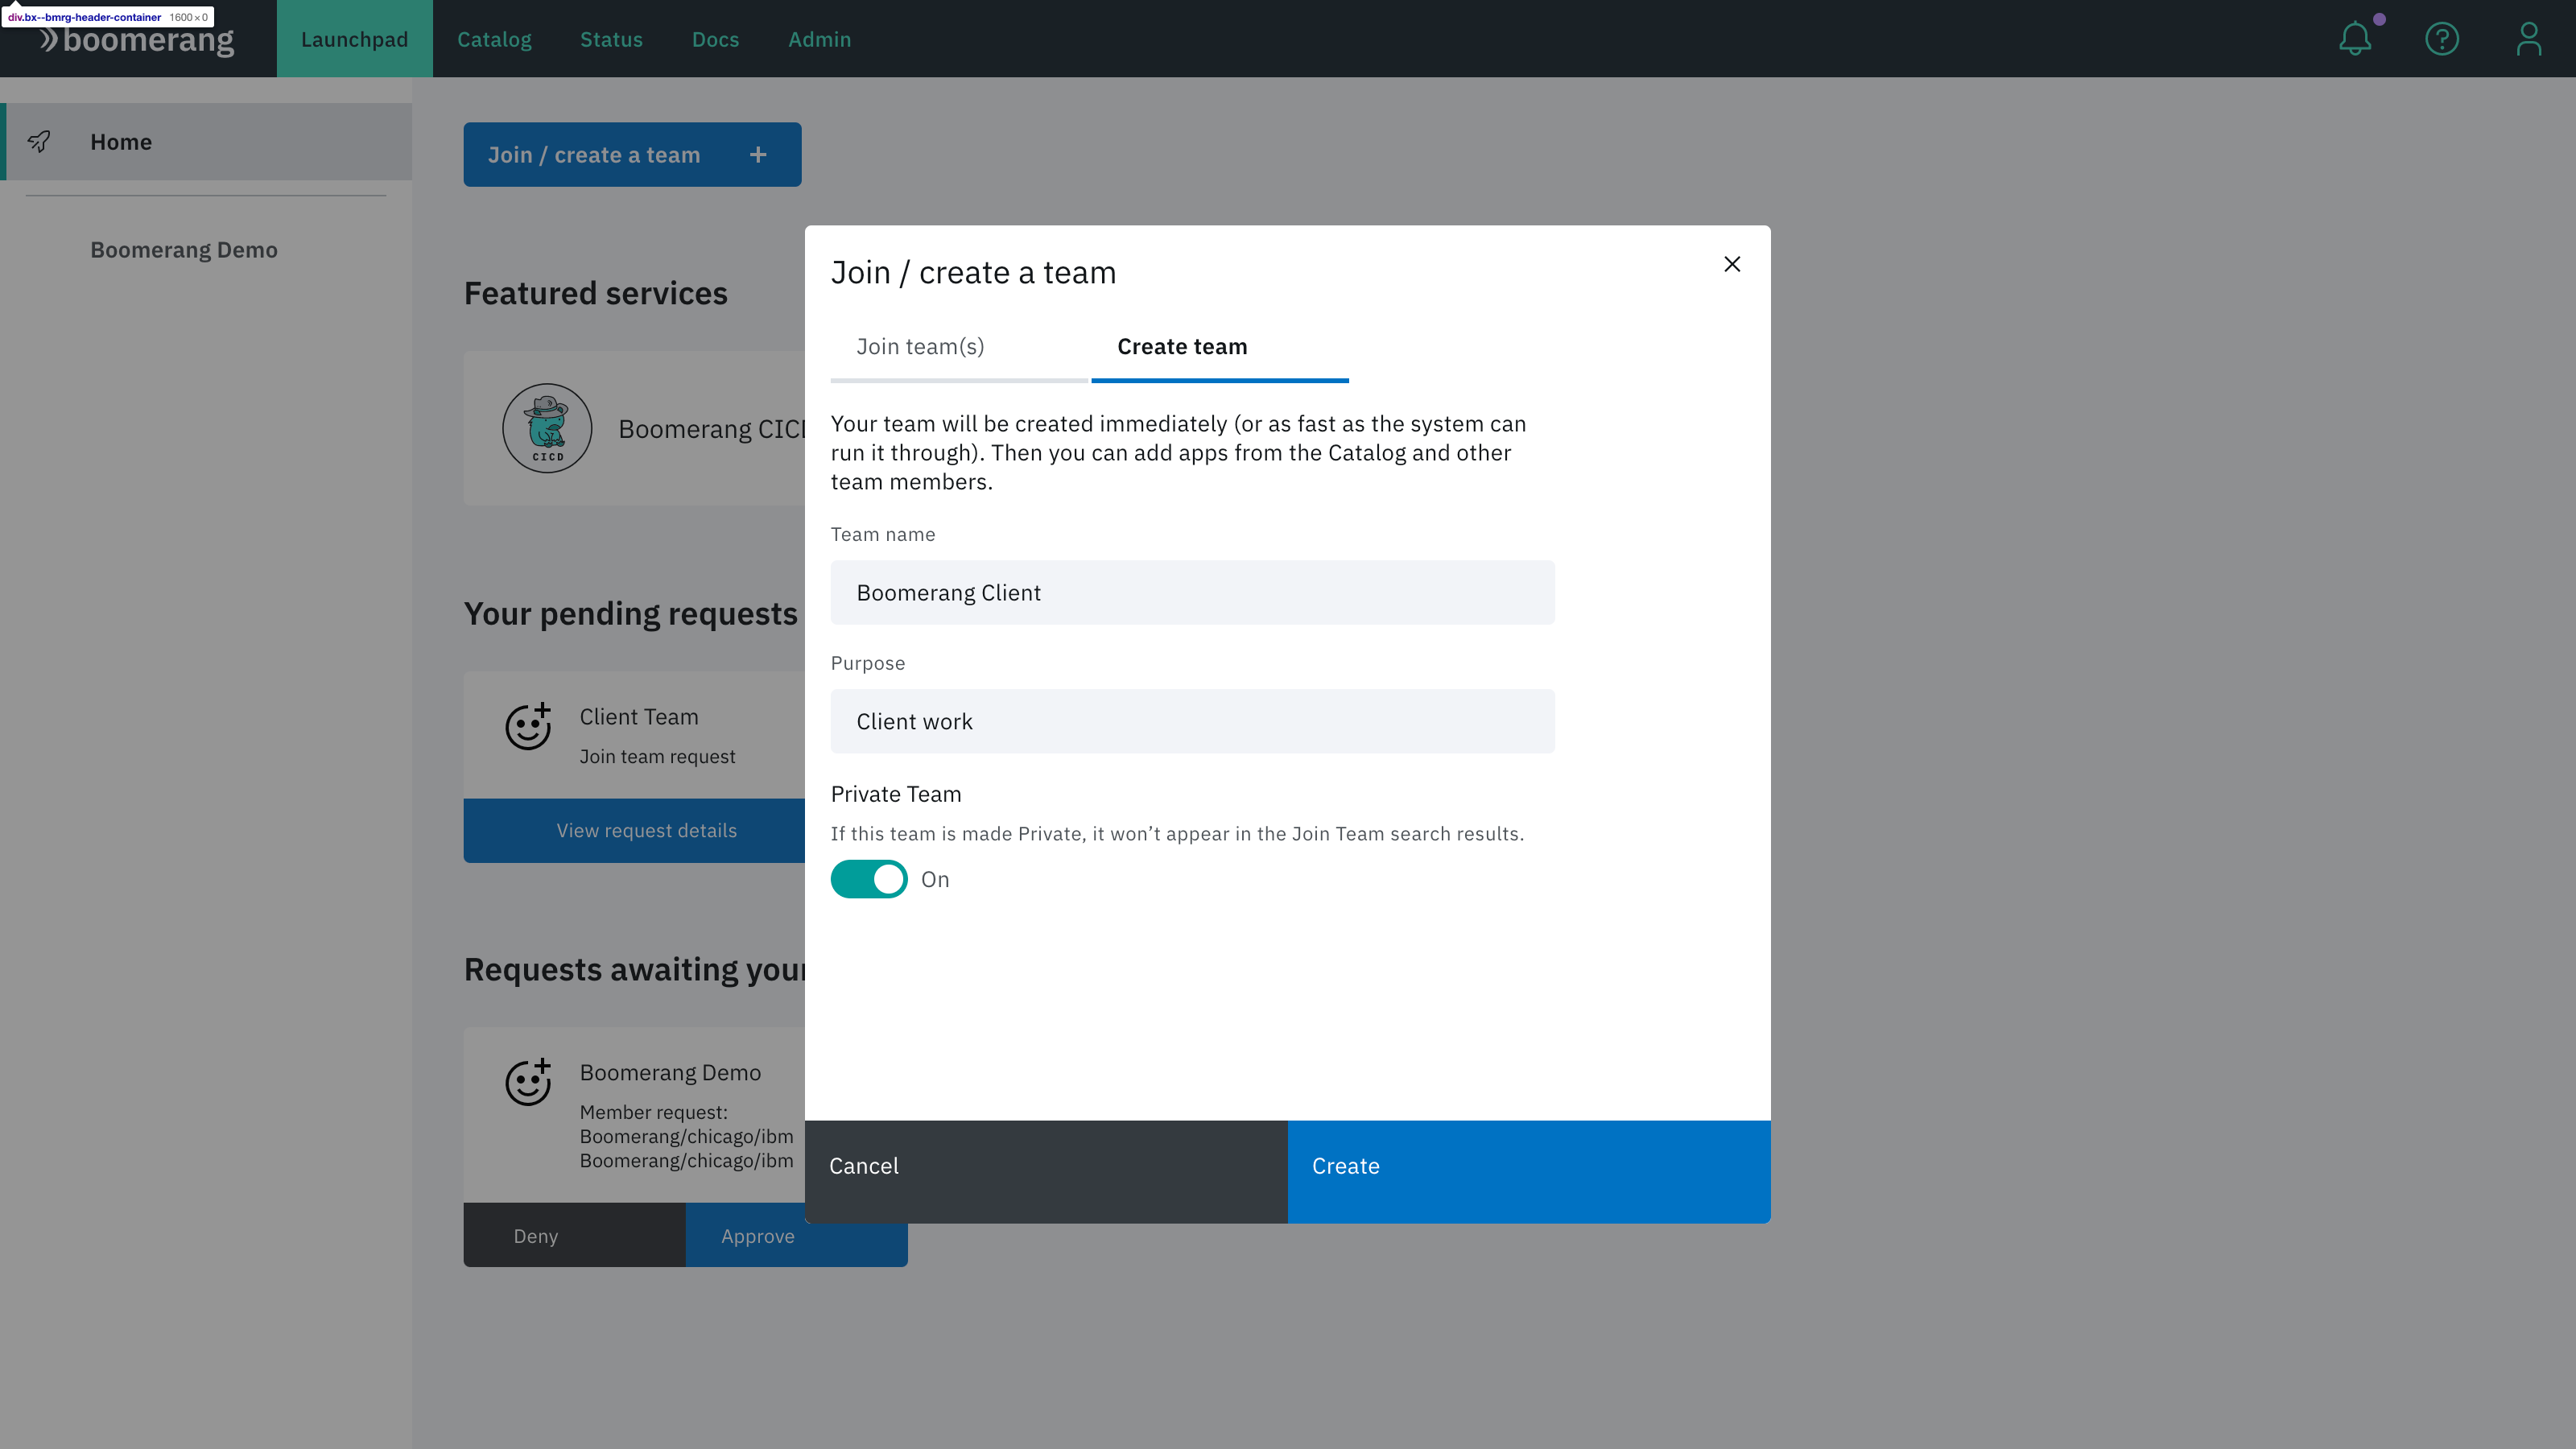 div.bx--bmrg-header-container 1600 × 0
boomerang
Launchpad
Catalog
Status
Docs
Admin
Home
Boomerang Demo
Join / create a team +
Featured services
CICD
Boomerang CICD
Your pending requests
Client Team
Join team request
View request details
Requests awaiting your
Boomerang Demo
Member request:
Boomerang/chicago/ibm
Boomerang/chicago/ibm
Deny
Approve
Join / create a team
Join team(s)
Create team
Your team will be created immediately (or as fast as the system can
run it through). Then you can add apps from the Catalog and other
team members.
Team name
Boomerang Client
Purpose
Client work
Private Team
If this team is made Private, it won’t appear in the Join Team search results.
On
Cancel
Create